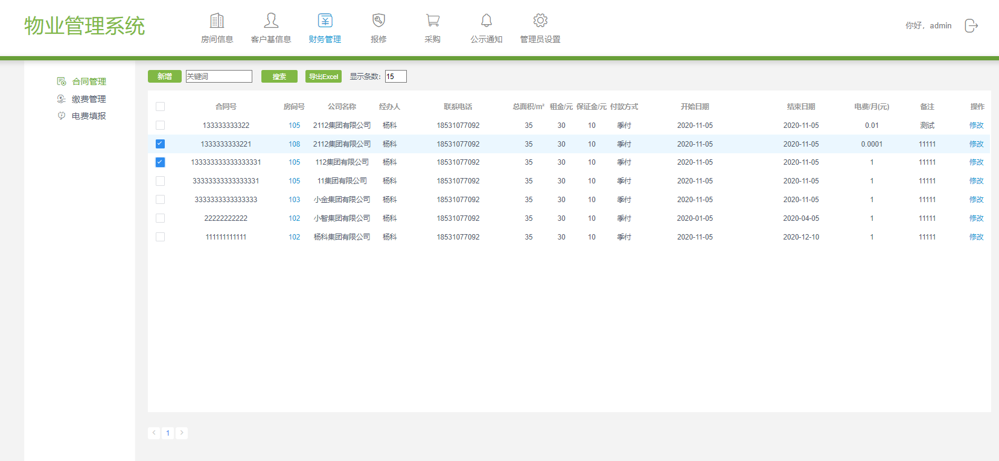 物业管理系统
房间信息 客户基信息 财务管理 报修 采购 公示通知 管理员设置
你好，admin
合同管理
缴费管理
电费填报
新增 关键词 搜索 导出Excel 显示条数: 15
合同号 房间号 公司名称 经办人 联系电话 总面积/m² 租金/元 保证金/元 付款方式 开始日期 结束日期 电费/月(元) 备注 操作
133333333322 105 2112集团有限公司 杨科 18531077092 35 30 10 季付 2020-11-05 2020-11-05 0.01 测试 修改
1333333333221 108 2112集团有限公司 杨科 18531077092 35 30 10 季付 2020-11-05 2020-11-05 0.0001 11111 修改
133333333333333331 105 112集团有限公司 杨科 18531077092 35 30 10 季付 2020-11-05 2020-11-05 1 11111 修改
33333333333333331 105 11集团有限公司 杨科 18531077092 35 30 10 季付 2020-11-05 2020-11-05 1 11111 修改
3333333333333333 103 小金集团有限公司 杨科 18531077092 35 30 10 季付 2020-11-05 2020-11-05 1 11111 修改
22222222222 102 小智集团有限公司 杨科 18531077092 35 30 10 季付 2020-01-05 2020-04-05 1 11111 修改
111111111111 102 杨科集团有限公司 杨科 18531077092 35 30 10 季付 2020-11-05 2020-12-10 1 11111 修改
1